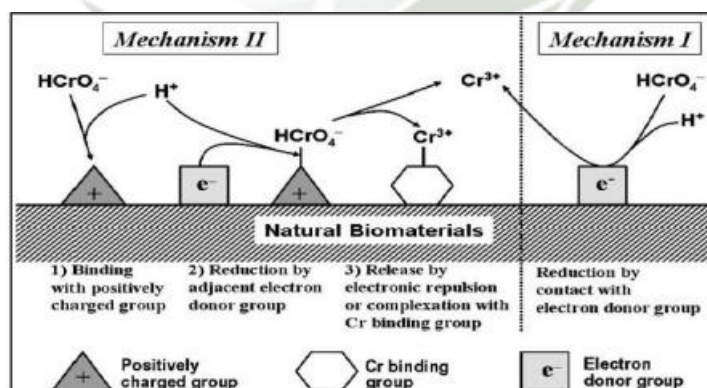 Mechanism II
Mechanism I
HCrO₄⁻
H⁺
HCrO₄⁻
Cr³⁺
Cr³⁺
HCrO₄⁻
H⁺
+
e⁻
+
e⁻
Natural Biomaterials
1) Binding
with positively
charged group
2) Reduction by
adjacent electron
donor group
3) Release by
electronic repulsion
or complexation with
Cr binding group
Reduction by
contact with
electron donor group
+
Positively
charged group
Cr binding
group
e⁻
Electron
donor group